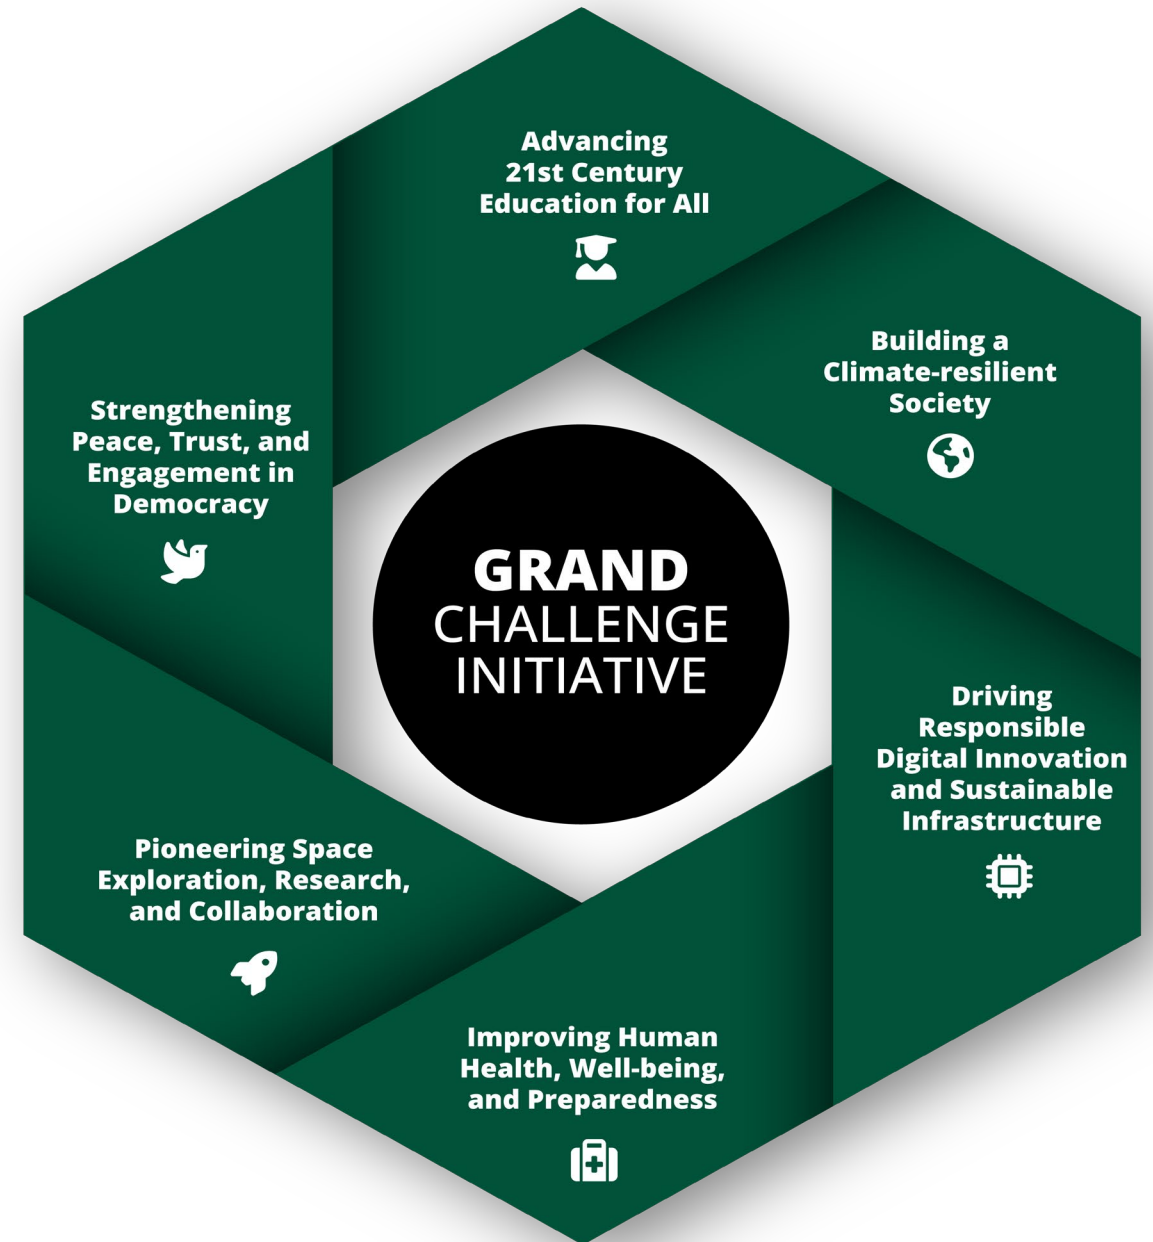 Advancing
21st Century
Education for All
Building a
Climate-resilient
Society
Strengthening
Peace, Trust, and
Engagement in
Democracy
GRAND
CHALLENGE
INITIATIVE
Driving
Responsible
Digital Innovation
and Sustainable
Infrastructure
Pioneering Space
Exploration, Research,
and Collaboration
Improving Human
Health, Well-being,
and Preparedness